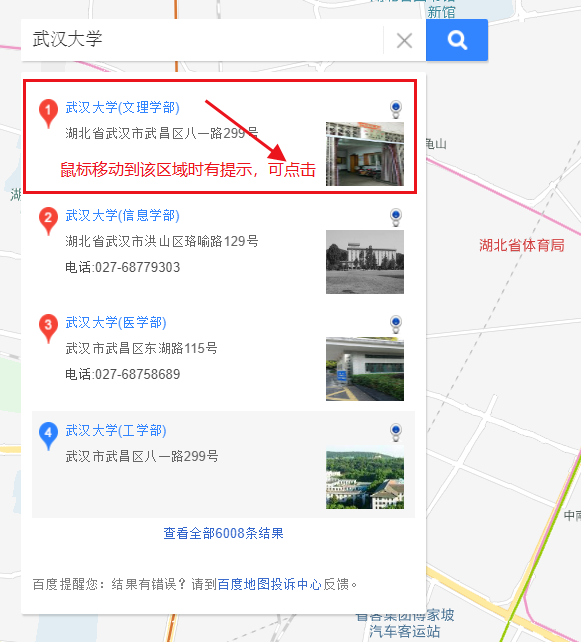 新馆
武汉大学
1
武汉大学(文理学部)
湖北省武汉市武昌区八一路299号
鼠标移动到该区域时有提示，可点击
龟山
湖
2
武汉大学(信息学部)
湖北省武汉市洪山区珞喻路129号
电话:027-68779303
湖北省体育局
3
武汉大学(医学部)
武汉市武昌区东湖路115号
电话:027-68758689
4
武汉大学(工学部)
武汉市武昌区八一路299号
中南
查看全部6008条结果
百度提醒您：结果有错误？请到百度地图投诉中心反馈。
省客集团傅家坡
汽车客运站